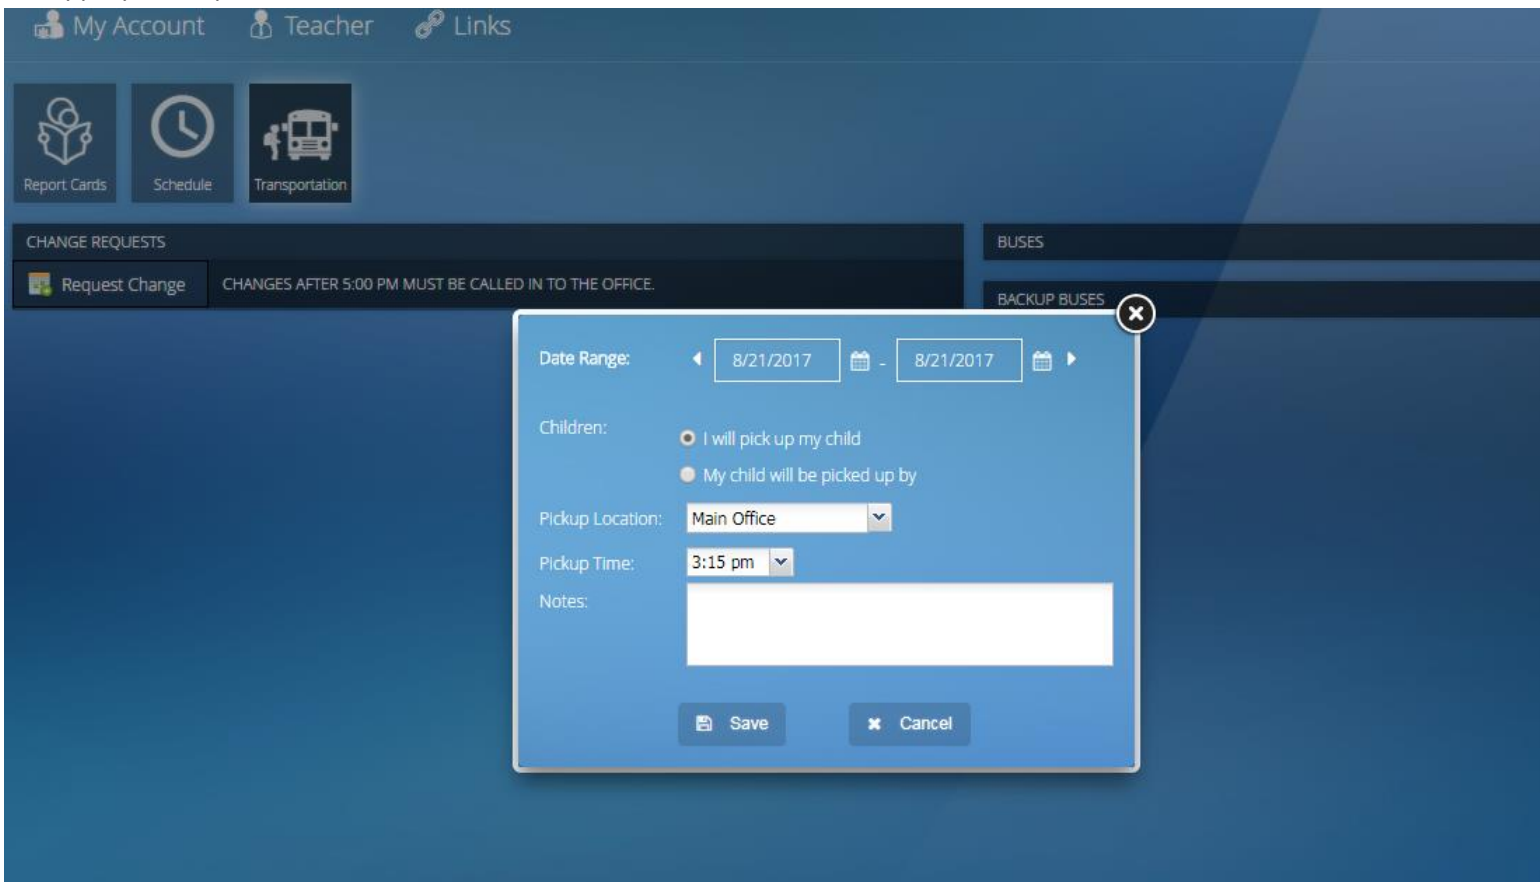 My Account Teacher Links
Report Cards Schedule Transportation
CHANGE REQUESTS
Request Change CHANGES AFTER 5:00 PM MUST BE CALLED IN TO THE OFFICE.
BUSES
BACKUP BUSES
Date Range: 8/21/2017 - 8/21/2017
Children:
I will pick up my child
My child will be picked up by
Pickup Location: Main Office
Pickup Time: 3:15 pm
Notes:
Save Cancel